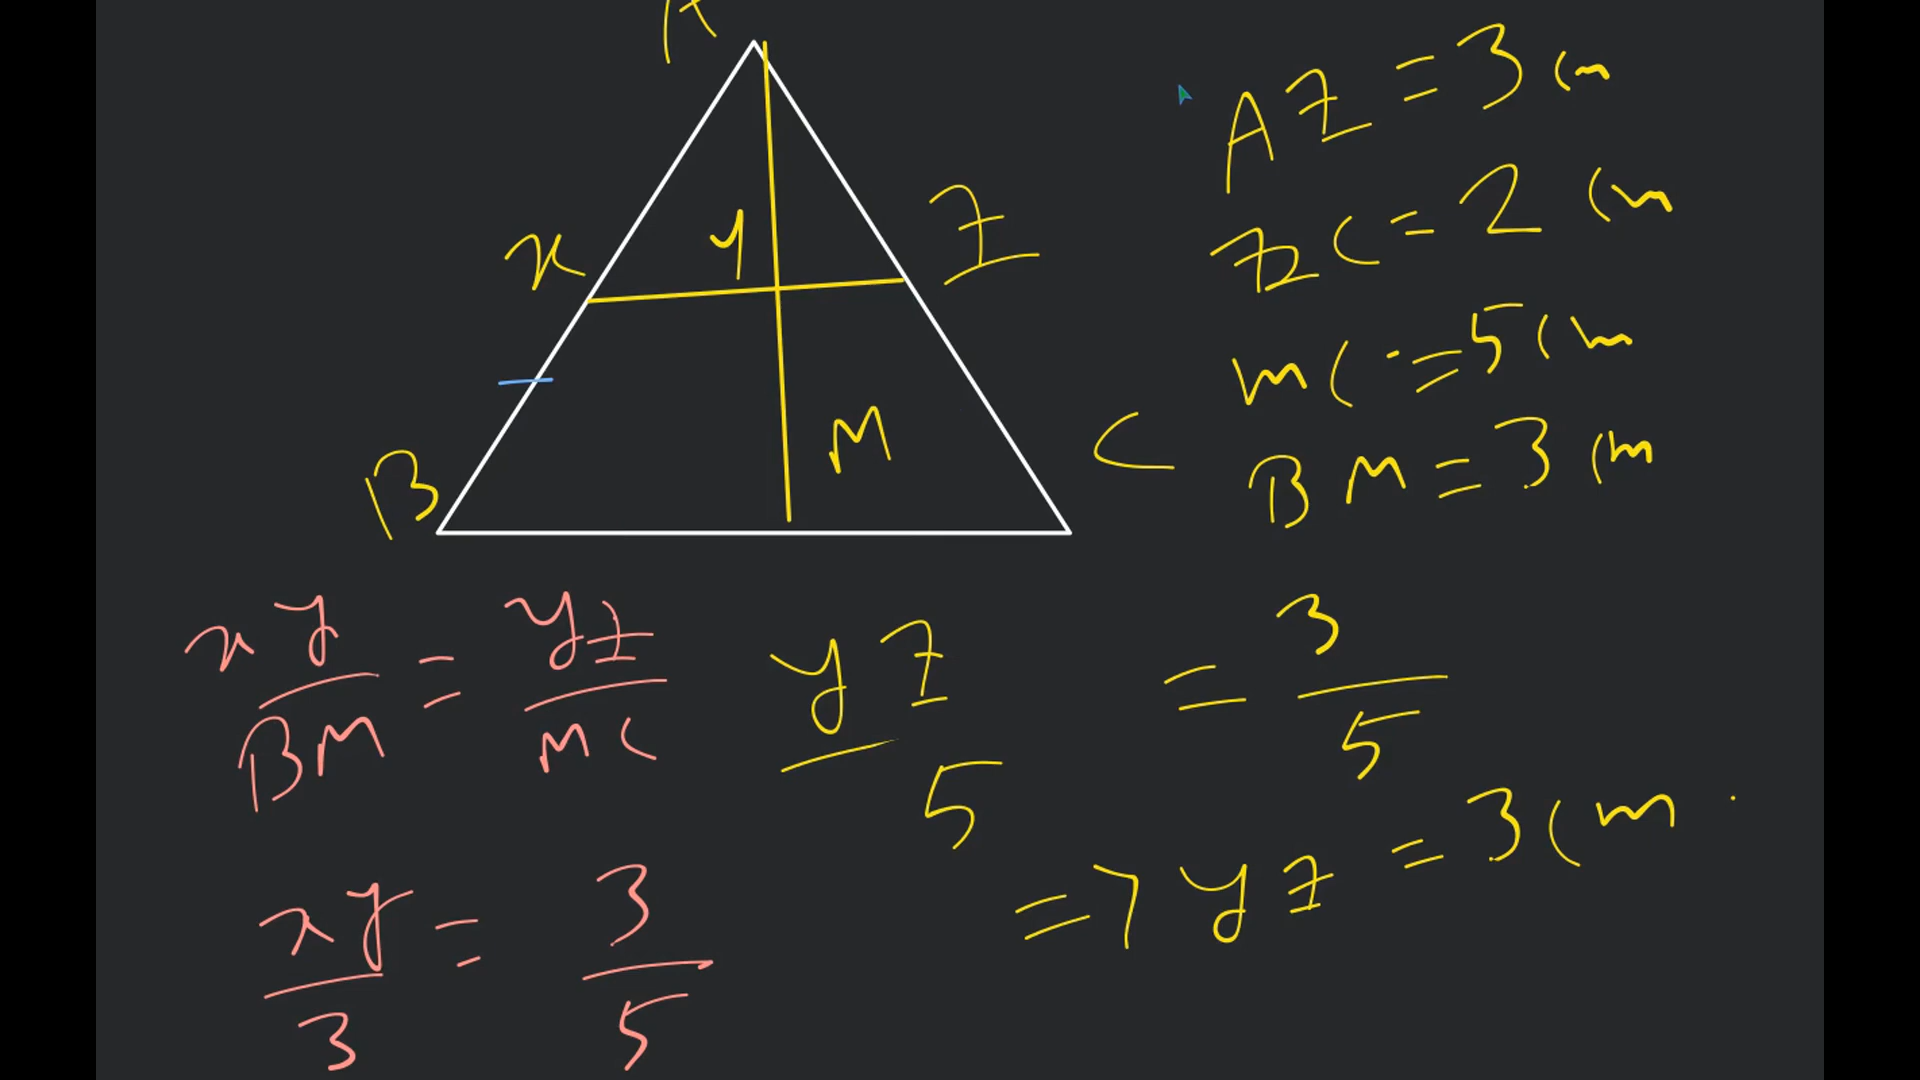 A
AZ = 3 cm
x y Z
ZC = 2 cm
MC = 5 cm
B M C
BM = 3 cm
xy/BM = yz/MC
yz/5 = 3/5
=> yz = 3 cm.
xy/3 = 3/5